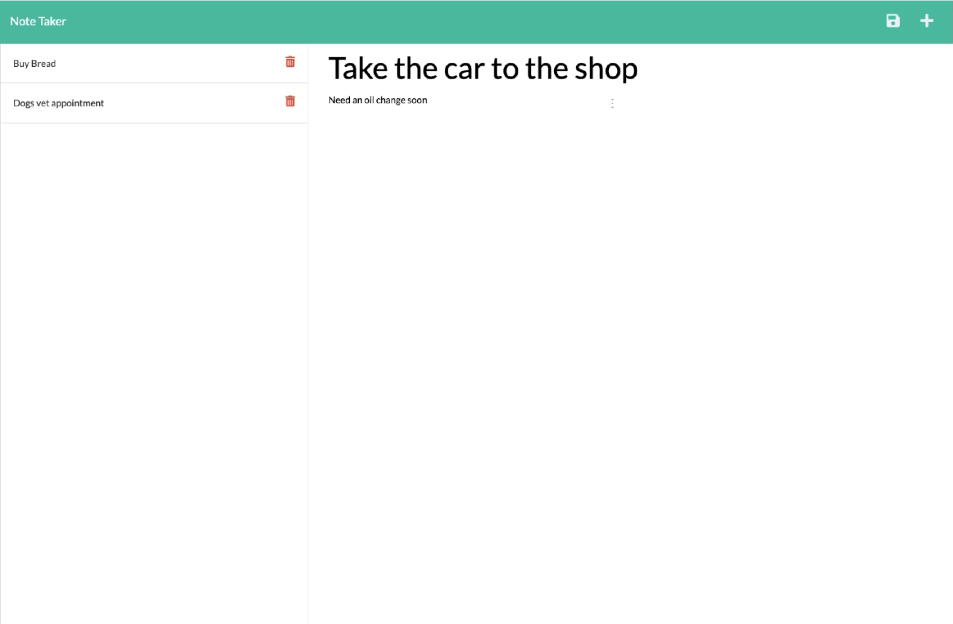 Note Taker
Buy Bread
Dogs vet appointment
Take the car to the shop
Need an oil change soon